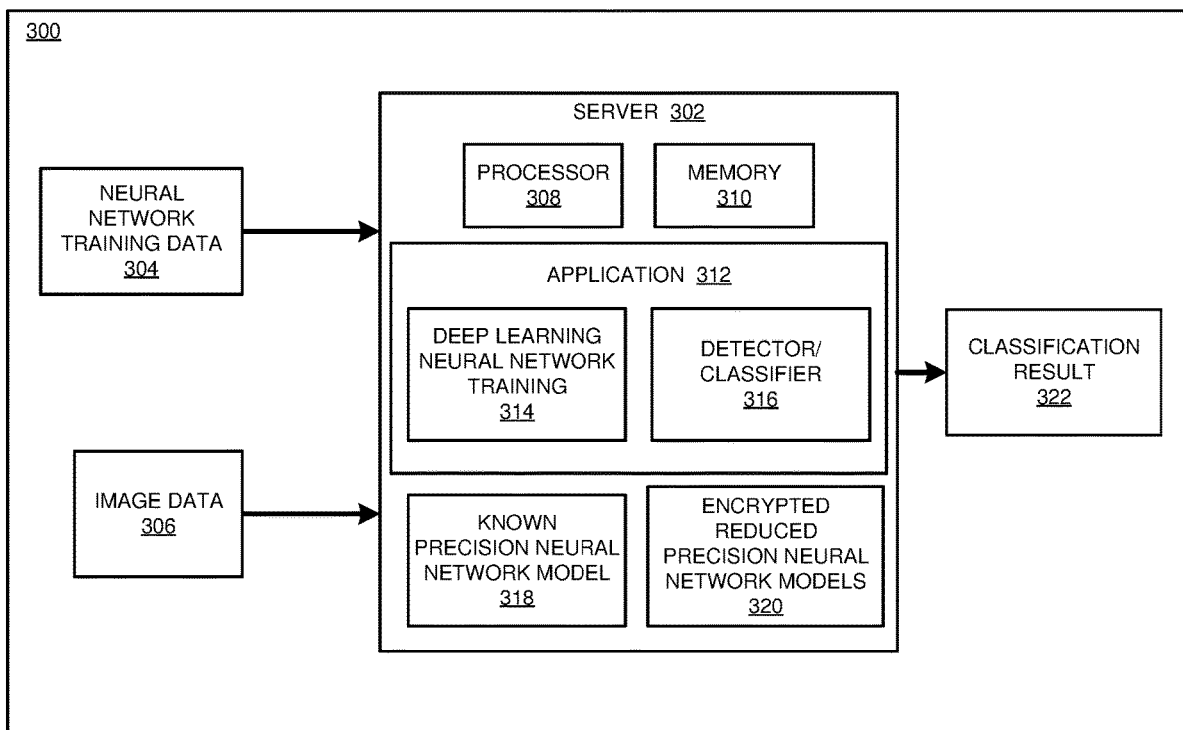 300
SERVER 302
PROCESSOR
308
MEMORY
310
NEURAL
NETWORK
TRAINING DATA
304
APPLICATION 312
DEEP LEARNING
NEURAL NETWORK
TRAINING
314
DETECTOR/
CLASSIFIER
316
CLASSIFICATION
RESULT
322
IMAGE DATA
306
KNOWN
PRECISION NEURAL
NETWORK MODEL
318
ENCRYPTED
REDUCED
PRECISION NEURAL
NETWORK MODELS
320